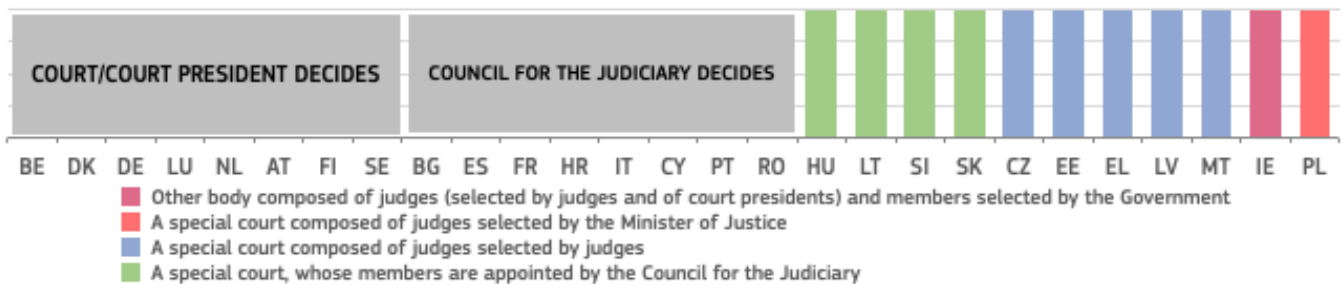 COURT/COURT PRESIDENT DECIDES
COUNCIL FOR THE JUDICIARY DECIDES
BE DK DE LU NL AT FI SE BG ES FR HR IT CY PT RO HU LT SI SK CZ EE EL LV MT IE PL
Other body composed of judges (selected by judges and of court presidents) and members selected by the Government
A special court composed of judges selected by the Minister of Justice
A special court composed of judges selected by judges
A special court, whose members are appointed by the Council for the Judiciary